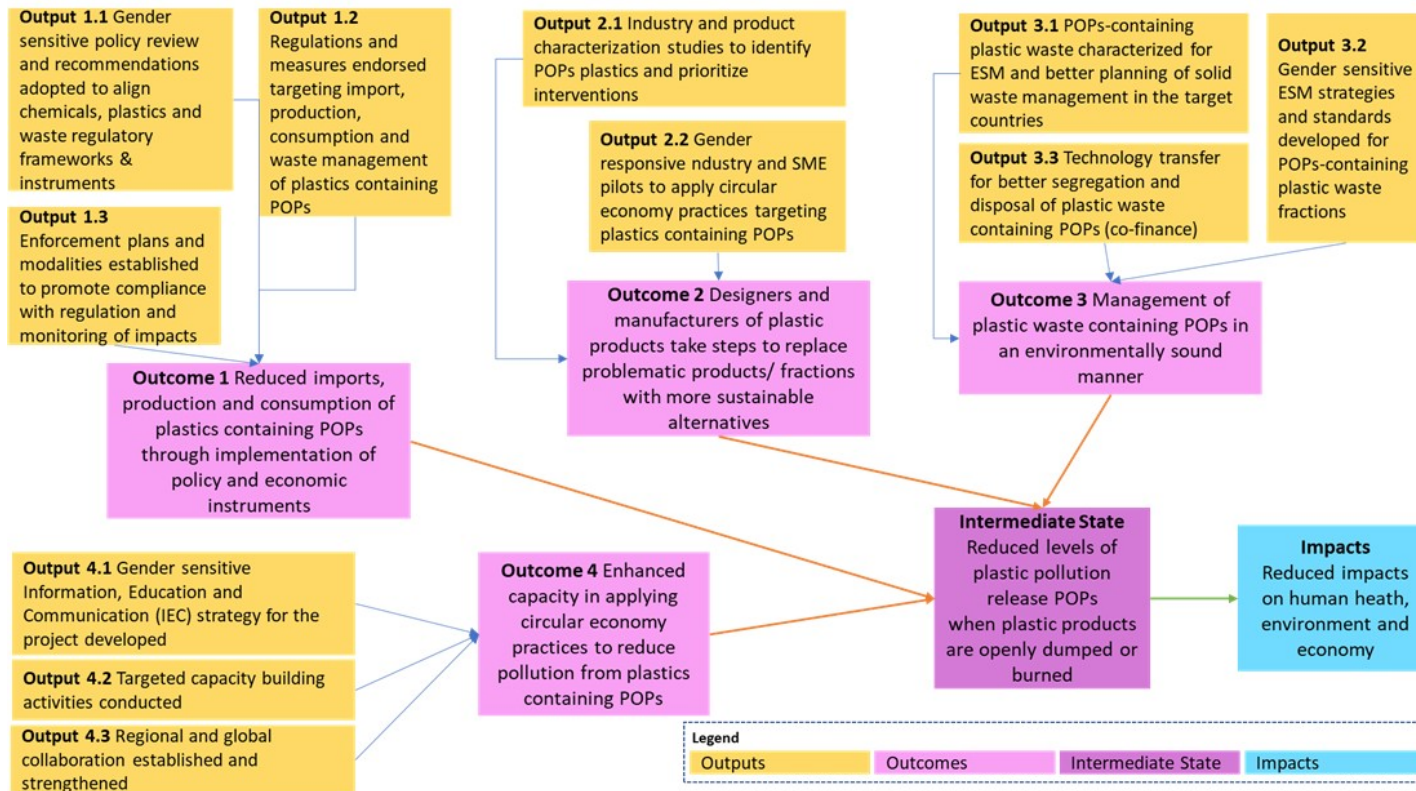 Output 1.1 Gender
sensitive policy review
and recommendations
adopted to align
chemicals, plastics and
waste regulatory
frameworks &
instruments
Output 1.2
Regulations and
measures endorsed
targeting import,
production,
consumption and
waste management
of plastics containing
POPs
Output 1.3
Enforcement plans and
modalities established
to promote compliance
with regulation and
monitoring of impacts
Outcome 1 Reduced imports,
production and consumption of
plastics containing POPs
through implementation of
policy and economic
instruments
Output 2.1 Industry and product
characterization studies to identify
POPs plastics and prioritize
interventions
Output 2.2 Gender
responsive ndustry and SME
pilots to apply circular
economy practices targeting
plastics containing POPs
Outcome 2 Designers and
manufacturers of plastic
products take steps to replace
problematic products/ fractions
with more sustainable
alternatives
Output 3.1 POPs-containing
plastic waste characterized for
ESM and better planning of solid
waste management in the target
countries
Output 3.2
Gender sensitive
ESM strategies
and standards
developed for
POPs-containing
plastic waste
fractions
Output 3.3 Technology transfer
for better segregation and
disposal of plastic waste
containing POPs (co-finance)
Outcome 3 Management of
plastic waste containing POPs in
an environmentally sound
manner
Output 4.1 Gender sensitive
Information, Education and
Communication (IEC) strategy for the
project developed
Output 4.2 Targeted capacity building
activities conducted
Output 4.3 Regional and global
collaboration established and
strengthened
Outcome 4 Enhanced
capacity in applying
circular economy
practices to reduce
pollution from plastics
containing POPs
Intermediate State
Reduced levels of
plastic pollution
release POPs
when plastic products
are openly dumped or
burned
Impacts
Reduced impacts
on human heath,
environment and
economy
Legend
Outputs
Outcomes
Intermediate State
Impacts